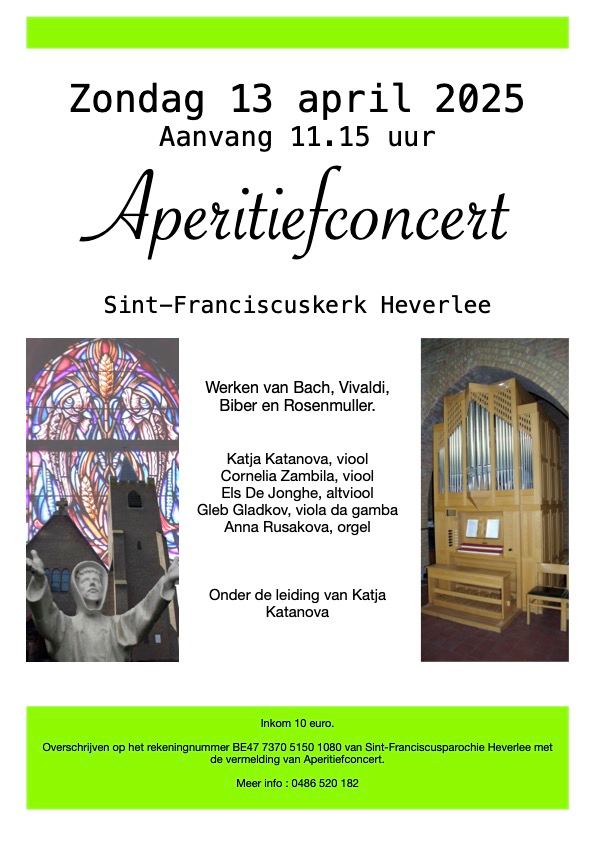 Zondag 13 april 2025
Aanvang 11.15 uur
Aperitiefconcert
Sint-Franciscuskerk Heverlee
Werken van Bach, Vivaldi,
Biber en Rosenmuller.
Katja Katanova, viool
Cornelia Zambila, viool
Els De Jonghe, altviool
Gleb Gladkov, viola da gamba
Anna Rusakova, orgel
Onder de leiding van Katja
Katanova
Inkom 10 euro.
Overschrijven op het rekeningnummer BE47 7370 5150 1080 van Sint-Franciscusparochie Heverlee met
de vermelding van Aperitiefconcert.
Meer info : 0486 520 182